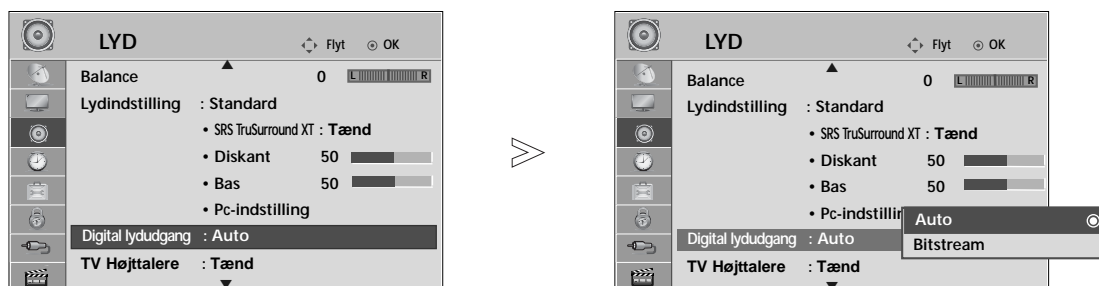 LYD
Flyt
OK
Balance 0 L R
Lydindstilling : Standard
• SRS TruSurround XT : Tænd
• Diskant 50
• Bas 50
• Pc-indstilling
Digital lydudgang : Auto
TV Højttalere : Tænd
LYD
Flyt
OK
Balance 0 L R
Lydindstilling : Standard
• SRS TruSurround XT : Tænd
• Diskant 50
• Bas 50
• Pc-indstillin
Digital lydudgang : Auto
TV Højttalere : Tænd
Auto
Bitstream